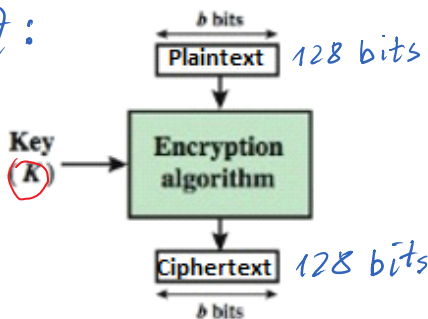 b bits
Plaintext 128 bits
Key
(K)
Encryption
algorithm
Ciphertext 128 bits
b bits